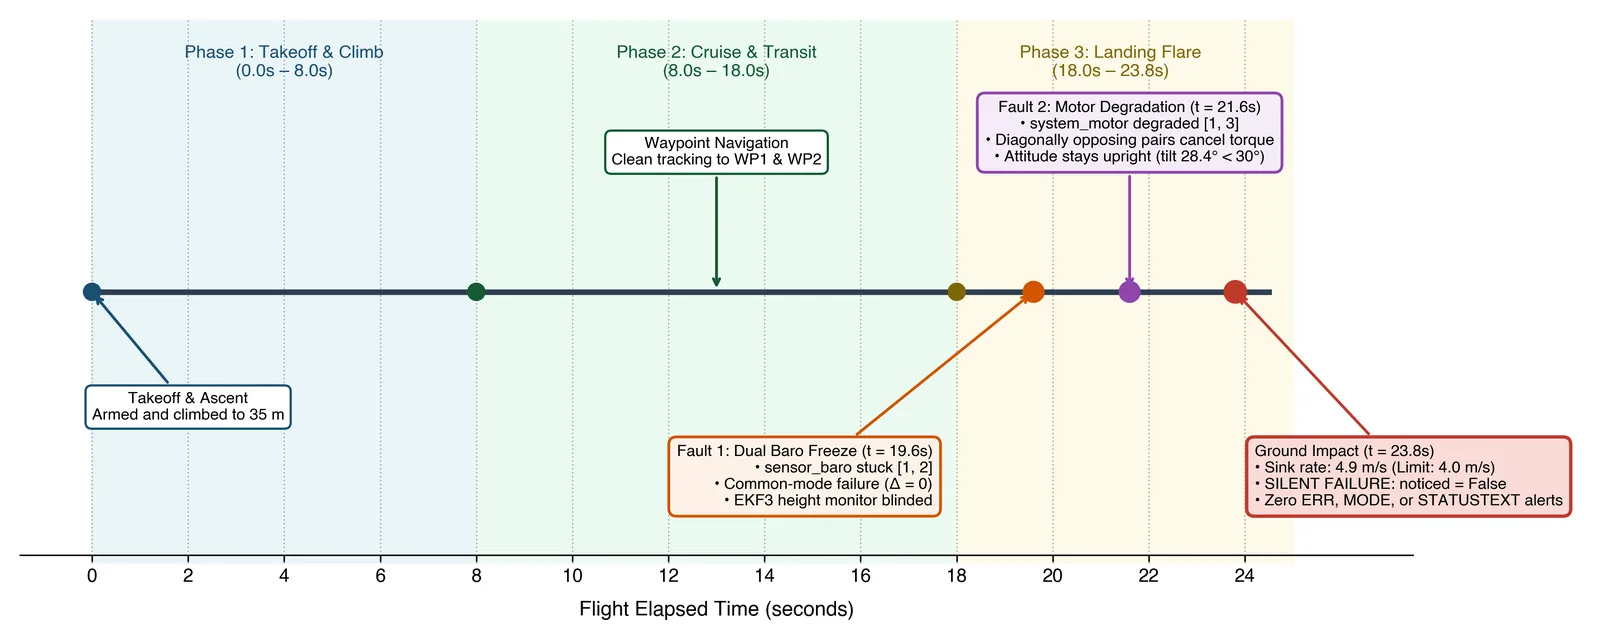 Phase 1: Takeoff & Climb
(0.0s – 8.0s)
Phase 2: Cruise & Transit
(8.0s – 18.0s)
Phase 3: Landing Flare
(18.0s – 23.8s)
Fault 2: Motor Degradation (t = 21.6s)
• system_motor degraded [1, 3]
• Diagonally opposing pairs cancel torque
• Attitude stays upright (tilt 28.4° < 30°)
Waypoint Navigation
Clean tracking to WP1 & WP2
Takeoff & Ascent
Armed and climbed to 35 m
Fault 1: Dual Baro Freeze (t = 19.6s)
• sensor_baro stuck [1, 2]
• Common-mode failure (Δ = 0)
• EKF3 height monitor blinded
Ground Impact (t = 23.8s)
• Sink rate: 4.9 m/s (Limit: 4.0 m/s)
• SILENT FAILURE: noticed = False
• Zero ERR, MODE, or STATUSTEXT alerts
0 2 4 6 8 10 12 14 16 18 20 22 24
Flight Elapsed Time (seconds)